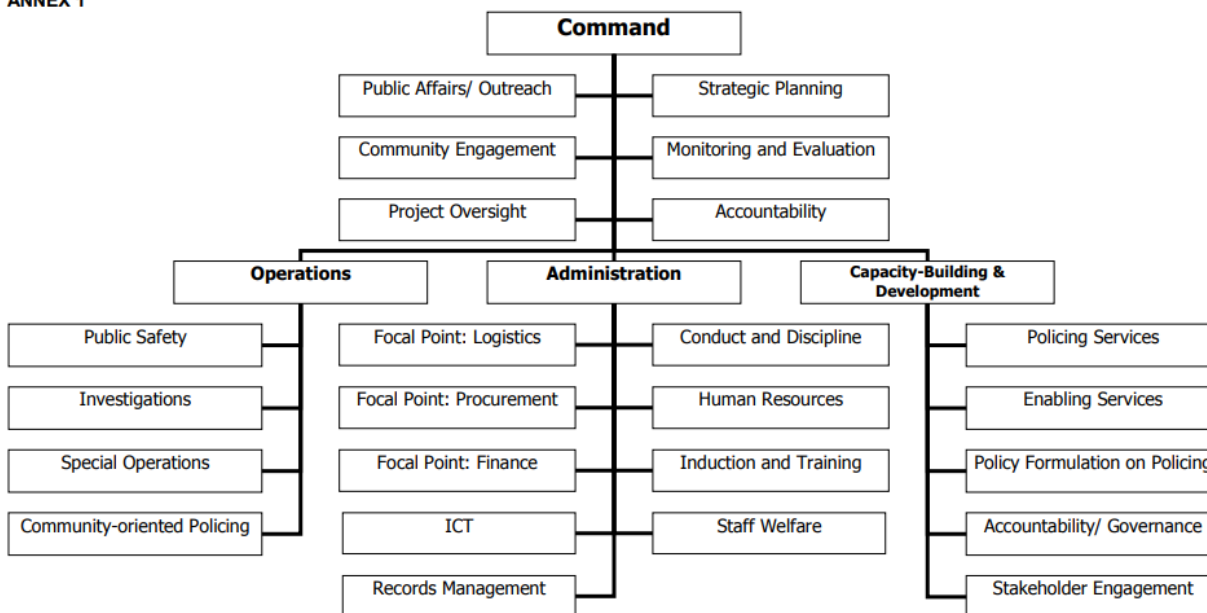 ANNEX 1
Command
Public Affairs/ Outreach
Strategic Planning
Community Engagement
Monitoring and Evaluation
Project Oversight
Accountability
Operations
Administration
Capacity-Building &
Development
Public Safety
Focal Point: Logistics
Conduct and Discipline
Policing Services
Investigations
Focal Point: Procurement
Human Resources
Enabling Services
Special Operations
Focal Point: Finance
Induction and Training
Policy Formulation on Policing
Community-oriented Policing
ICT
Staff Welfare
Accountability/ Governance
Records Management
Stakeholder Engagement